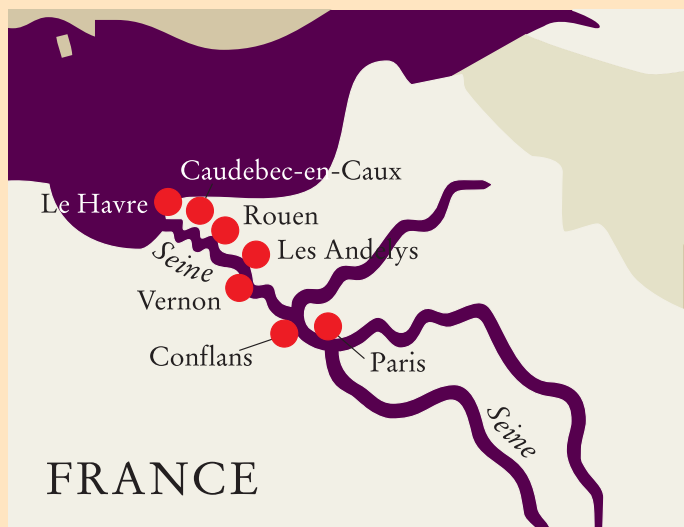 Caudebec-en-Caux
Le Havre
Rouen
Les Andelys
Seine
Vernon
Conflans
Paris
Seine
FRANCE